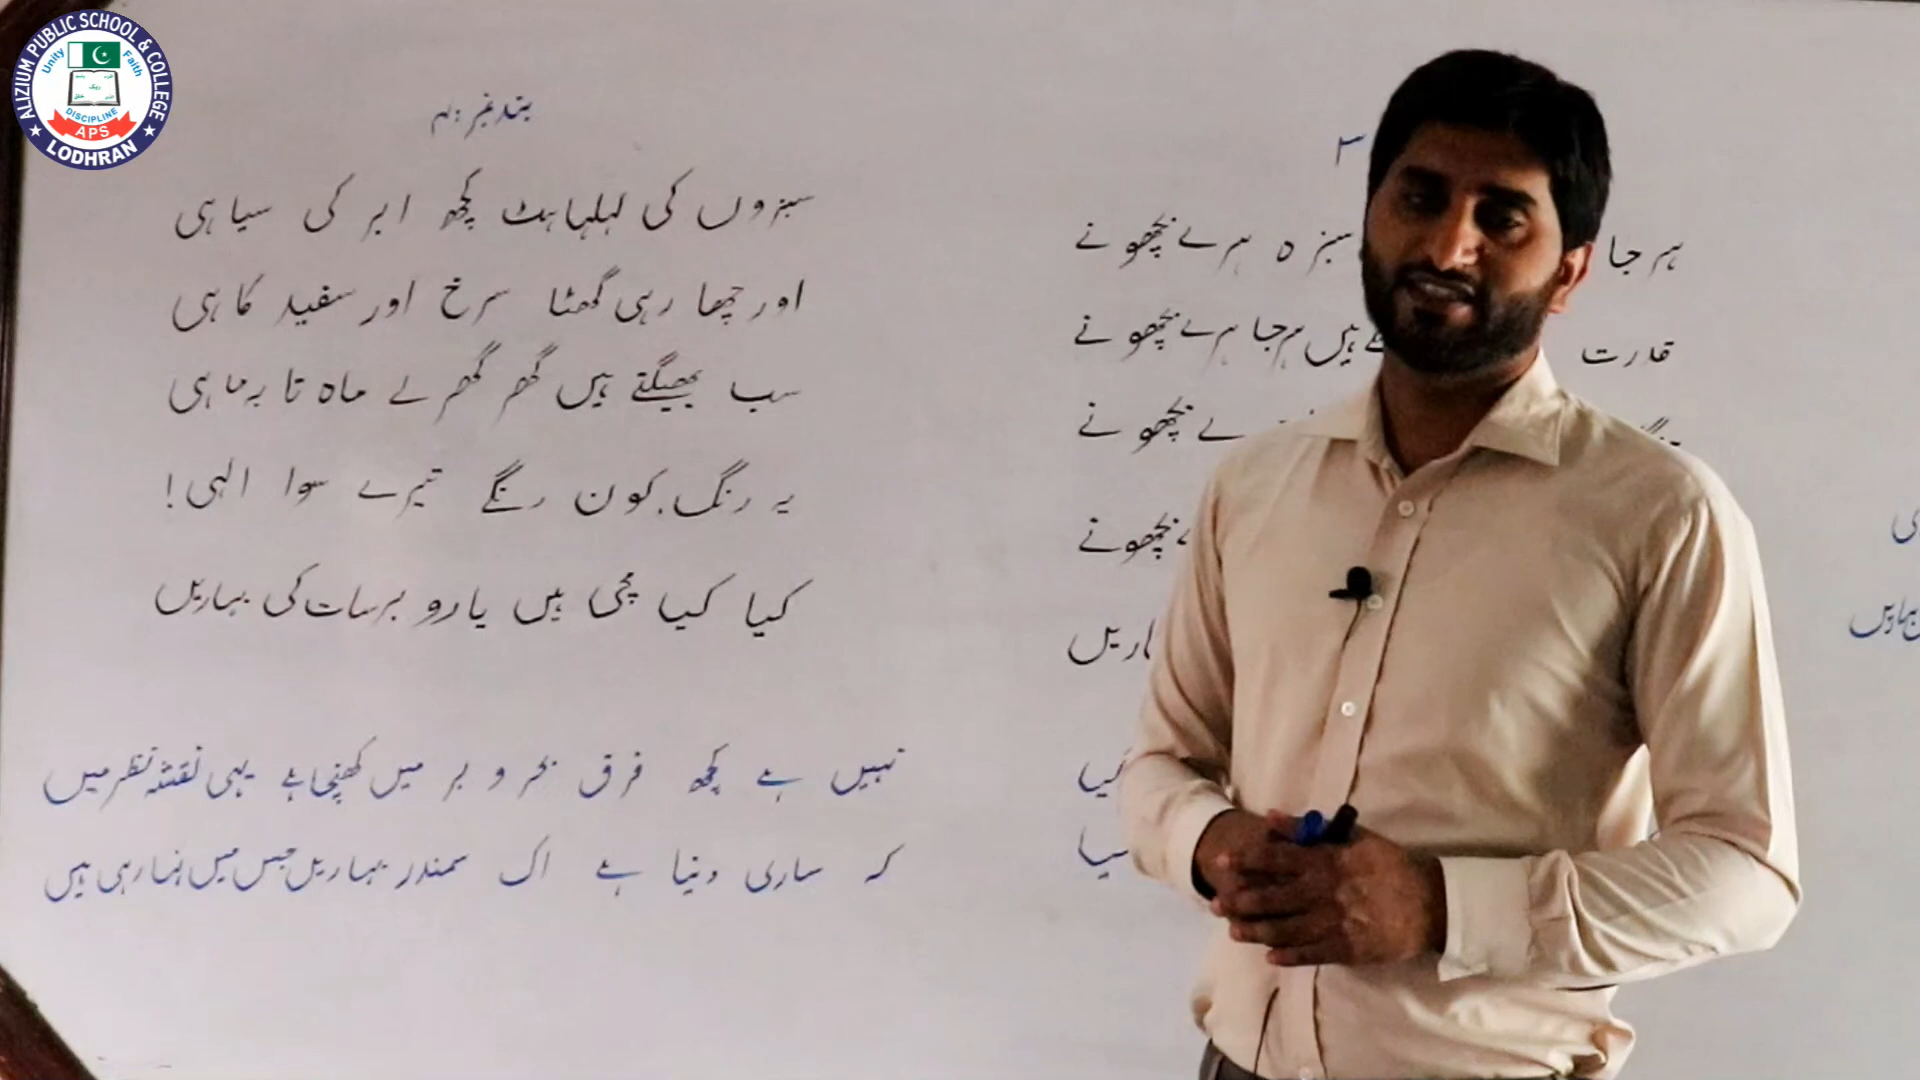 ALIZIUM PUBLIC SCHOOL & COLLEGE
Unity Faith
DISCIPLINE
APS
LODHRAN
بند نمبر : ۴
سبزوں کی لہلہاہٹ کچھ ابر کی سیاہی
اور چھا رہی گھٹا سرخ اور سفید کاہی
سب بھیگتے ہیں گھر گھر لے ماہ تا بہ ماہی
یہ رنگ کون رنگے تیرے سوا الہٰی !
کیا کیا مچی ہیں یارو برسات کی بہاریں
نہیں ہے کچھ فرق بحر و بر میں کھنچا ہے یہی نقشہ نظر میں
کہ ساری دنیا ہے اک سمندر بہاریں جس میں نہا رہی ہیں
۳
ہر جا سبزہ ہرے بچھونے
قدرت ہیں ہر جا ہرے بچھونے
بچھونے
بچھونے